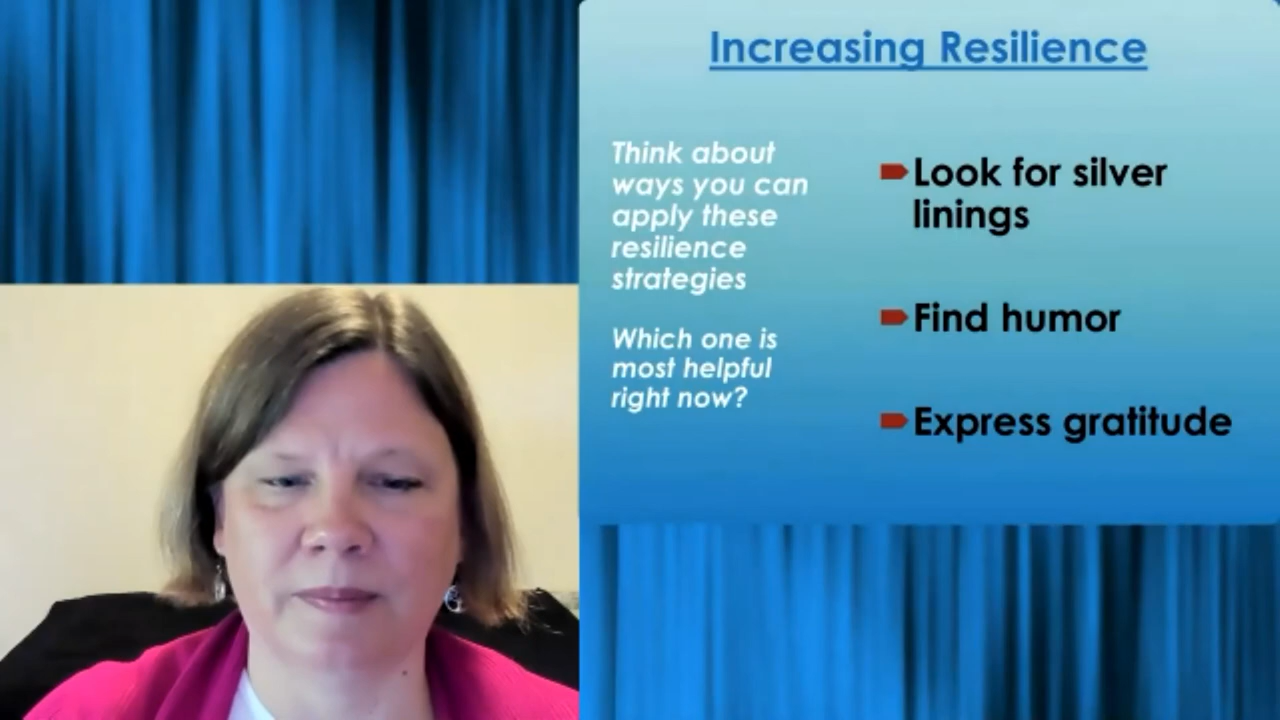 Increasing Resilience
Think about
ways you can
apply these
resilience
strategies
Which one is
most helpful
right now?
Look for silver
linings
Find humor
Express gratitude